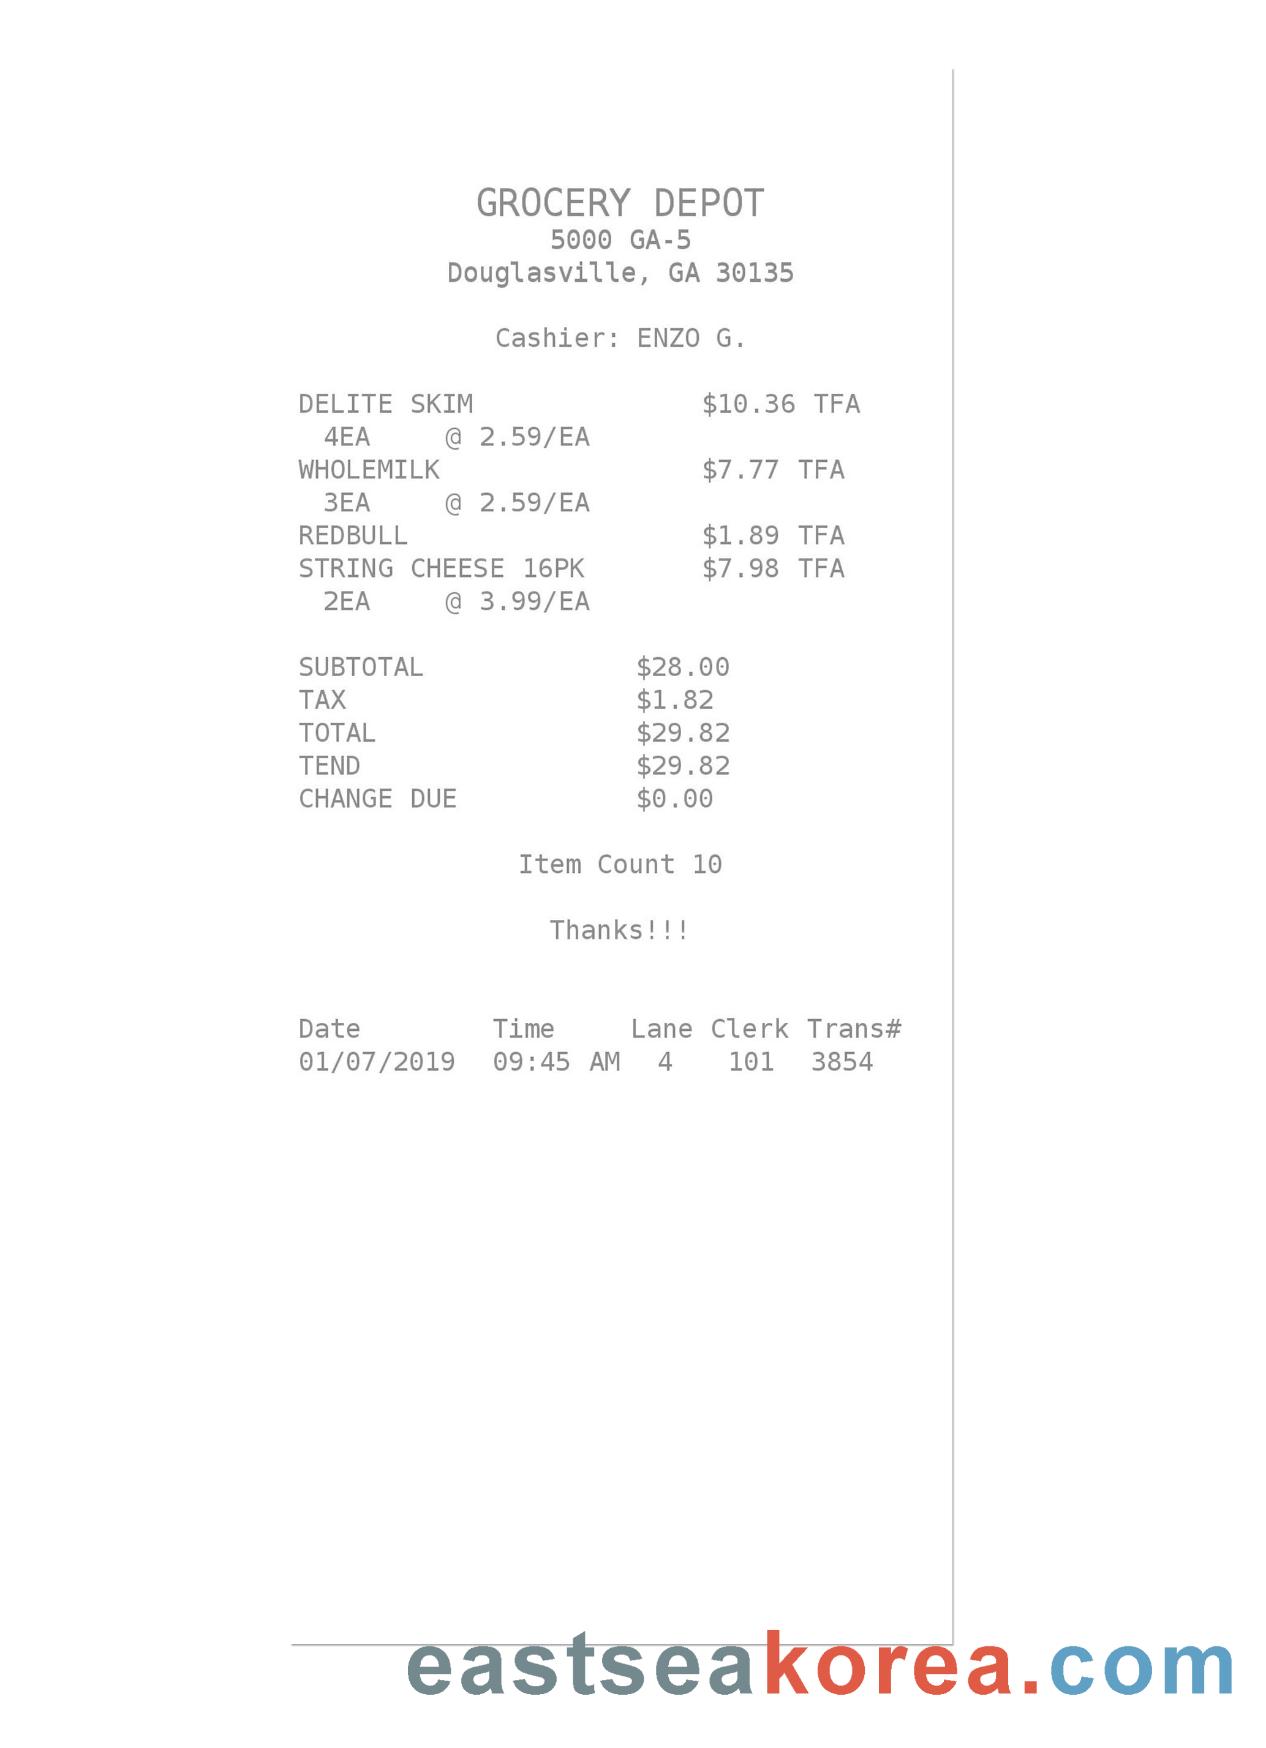 GROCERY DEPOT
5000 GA-5
Douglasville, GA 30135
Cashier: ENZO G.
DELITE SKIM $10.36 TFA
4EA @ 2.59/EA
WHOLEMILK $7.77 TFA
3EA @ 2.59/EA
REDBULL $1.89 TFA
STRING CHEESE 16PK $7.98 TFA
2EA @ 3.99/EA
SUBTOTAL $28.00
TAX $1.82
TOTAL $29.82
TEND $29.82
CHANGE DUE $0.00
Item Count 10
Thanks!!!
Date Time Lane Clerk Trans#
01/07/2019 09:45 AM 4 101 3854
eastseakorea.com